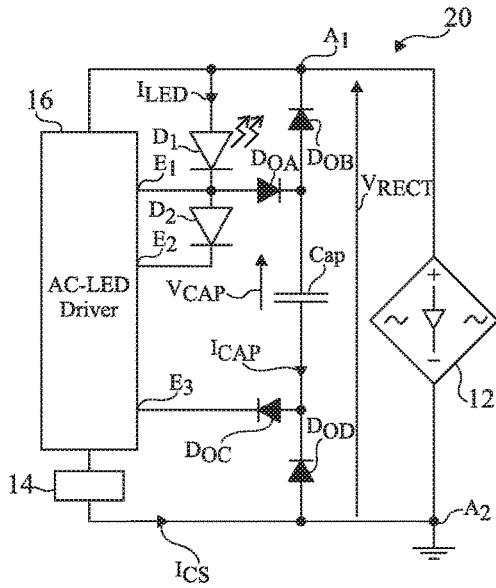 A1
20
16
ILED
D1
E1
DOA
DOB
VRECT
D2
E2
AC-LED
Driver
VCAP
Cap
+
−
12
ICAP
E3
DOC
DOD
14
A2
ICS